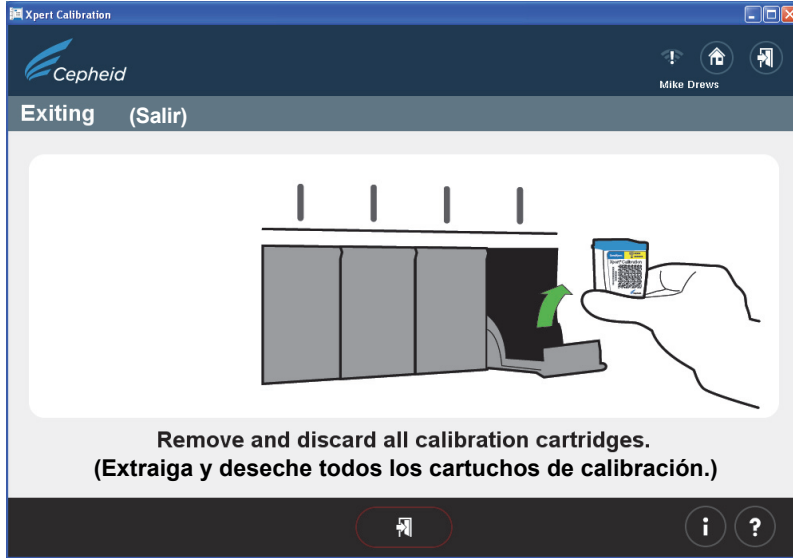 Xpert Calibration
Cepheid
Mike Drews
Exiting (Salir)
Xpert® Calibration
Remove and discard all calibration cartridges.
(Extraiga y deseche todos los cartuchos de calibración.)
i ?